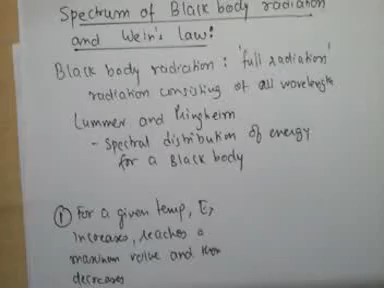 Spectrum of Black body radiation
and Wein's law:
Black body radiation : 'full radiation'
radiation consisting of all wavelength
Lummer and Pringheim
- Spectral distribution of energy
for a Black body
① For a given temp, Eλ
increases, reaches a
maximum value and then
decreases